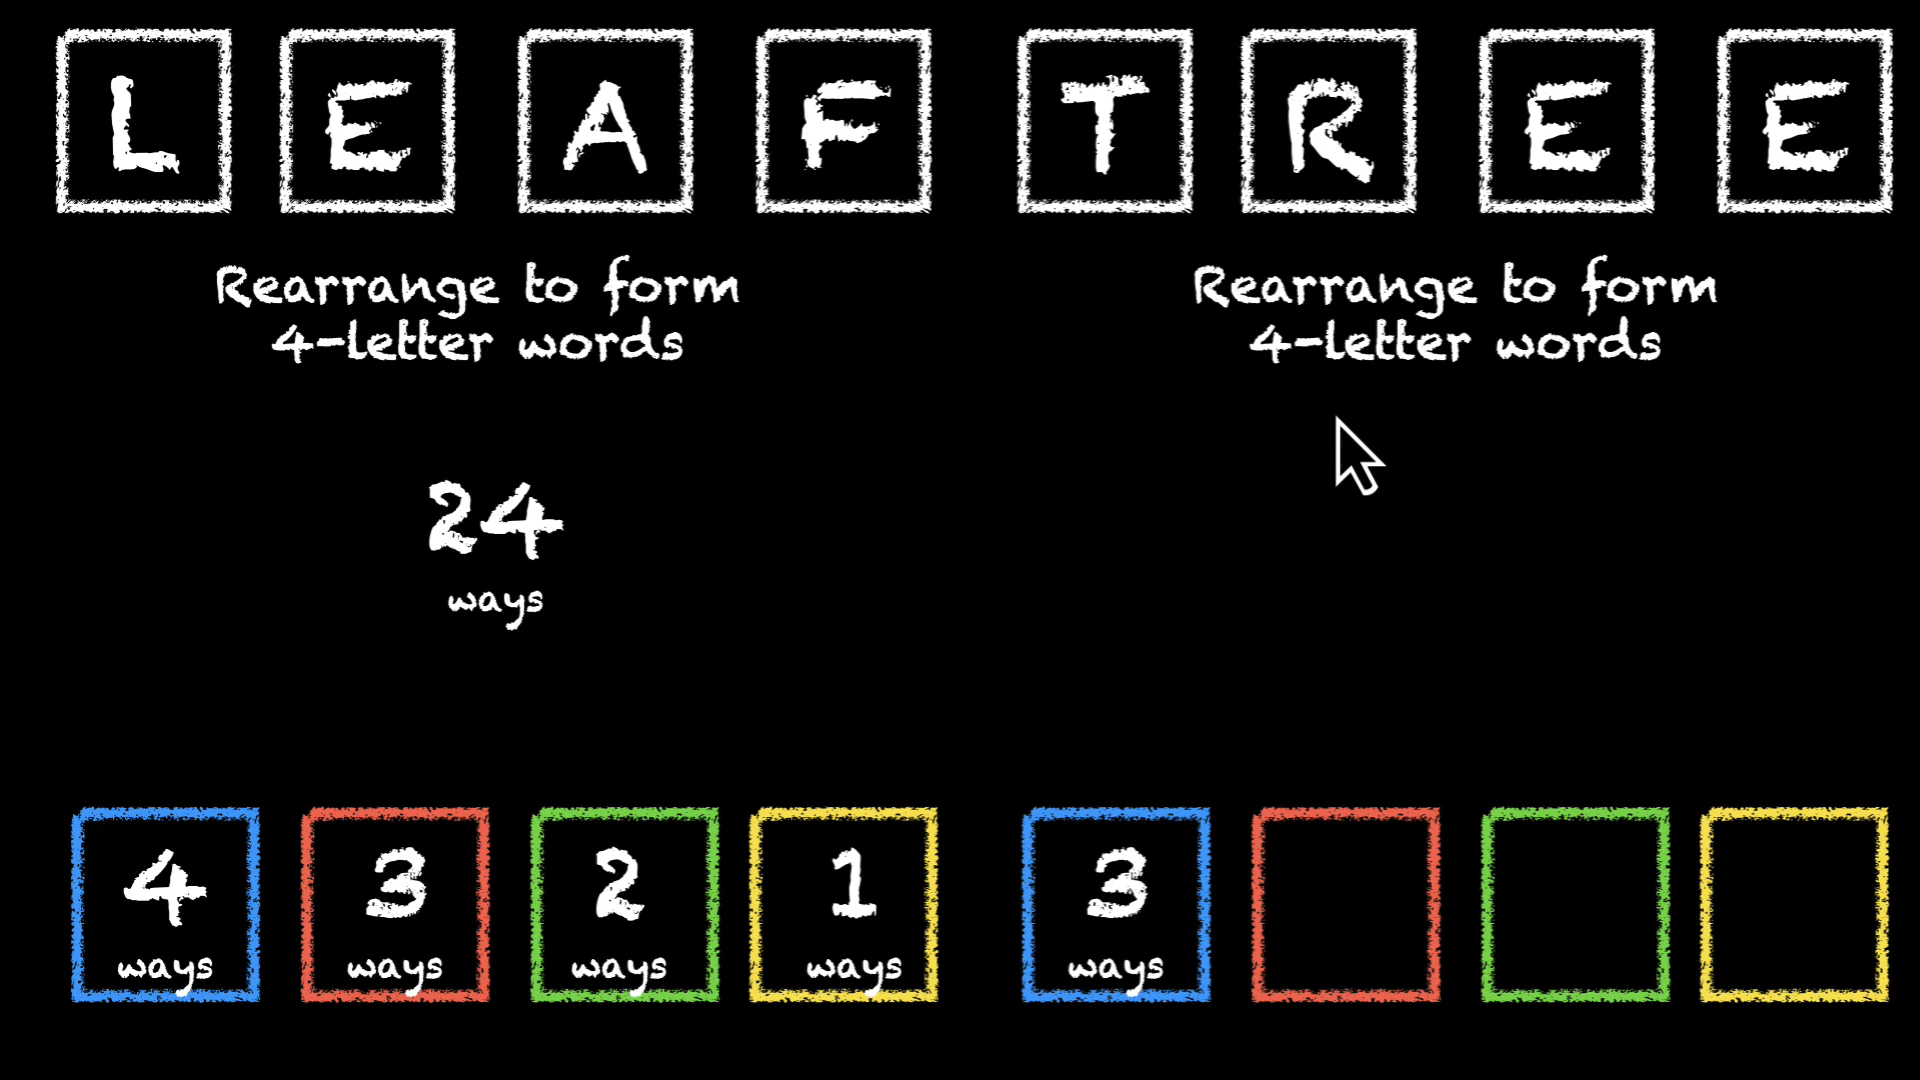 L E A F T R E E
Rearrange to form
4-letter words
Rearrange to form
4-letter words
24
ways
4 3 2 1 3
ways ways ways ways ways